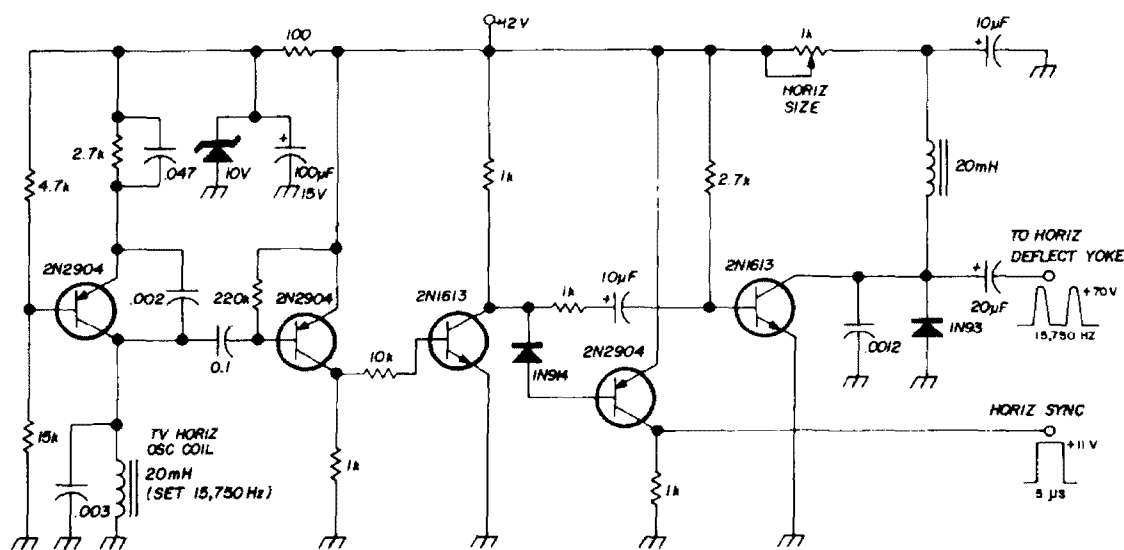 +12V
100
1k
HORIZ
SIZE
10µF
+
2.7k
.047
10V
+
100µF
15V
4.7k
1k
2.7k
20mH
TO HORIZ
DEFLECT YOKE
2N2904
.002
220k
2N2904
2N1613
1k
10µF
+
2N1613
+
20µF
+70V
15,750 HZ
0.1
10k
1N914
2N2904
.0012
1N93
15k
TV HORIZ
OSC COIL
20mH
(SET 15,750 Hz)
.003
1k
1k
HORIZ SYNC
+11V
5 µS